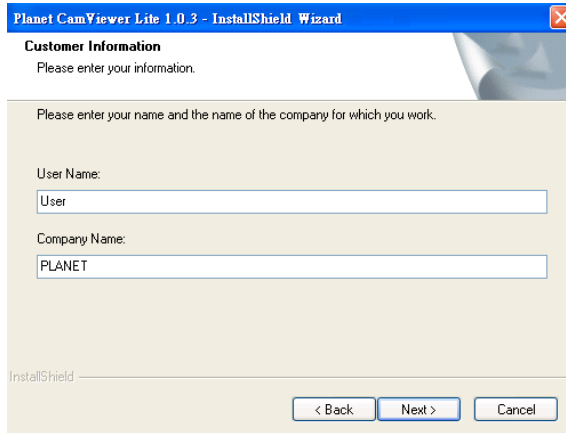 Planet CamViewer Lite 1.0.3 - InstallShield Wizard
Customer Information
Please enter your information.
Please enter your name and the name of the company for which you work.
User Name:
User
Company Name:
PLANET
InstallShield
< Back Next > Cancel